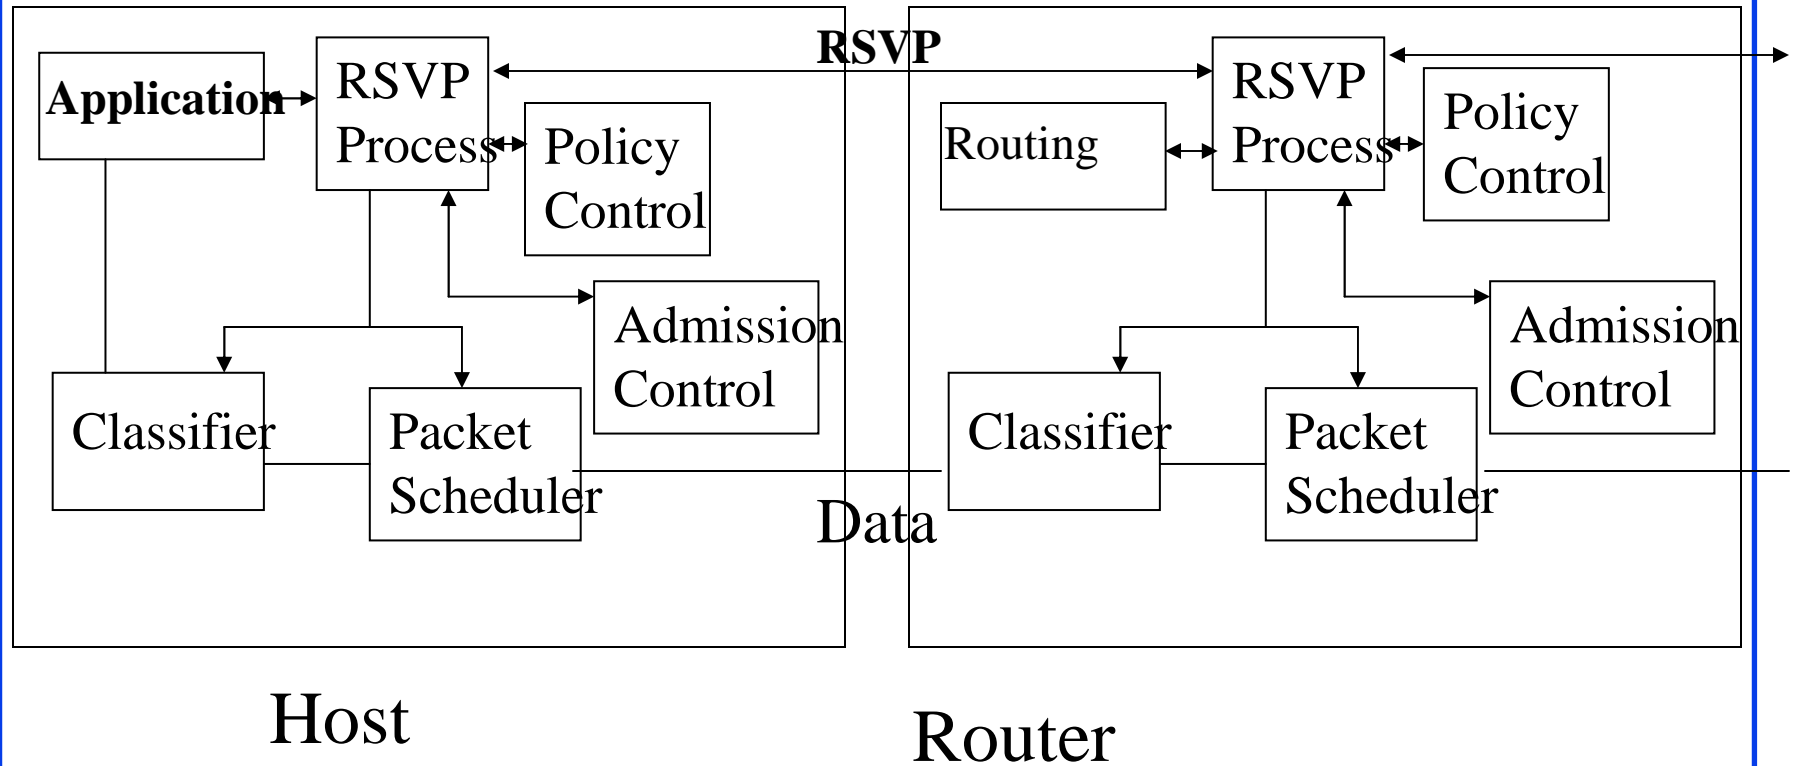 RSVP
Application
RSVP
Process
Policy
Control
Admission
Control
Classifier
Packet
Scheduler
Data
Routing
RSVP
Process
Policy
Control
Admission
Control
Classifier
Packet
Scheduler
Host
Router